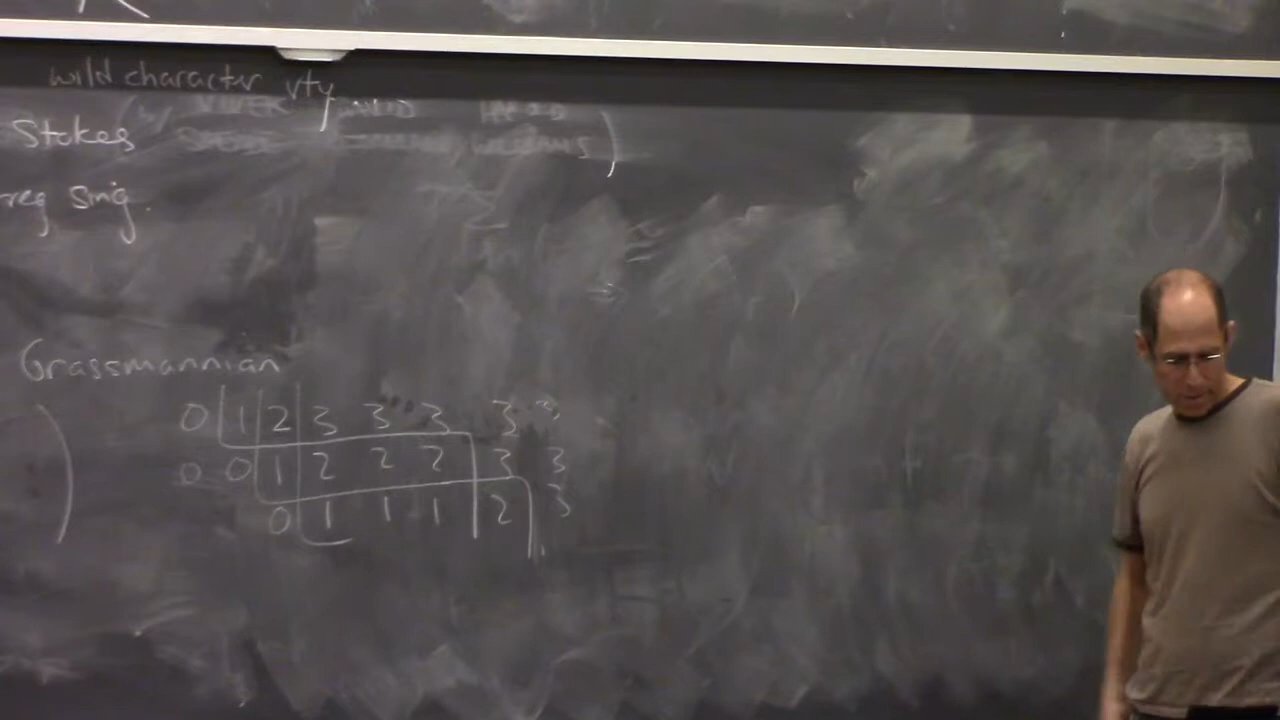 wild character vty
Stokes
reg sing.
Grassmannian
0 1 2 3 3 3 3 3
0 0 1 2 2 2 3 3
0 1 1 1 2 3